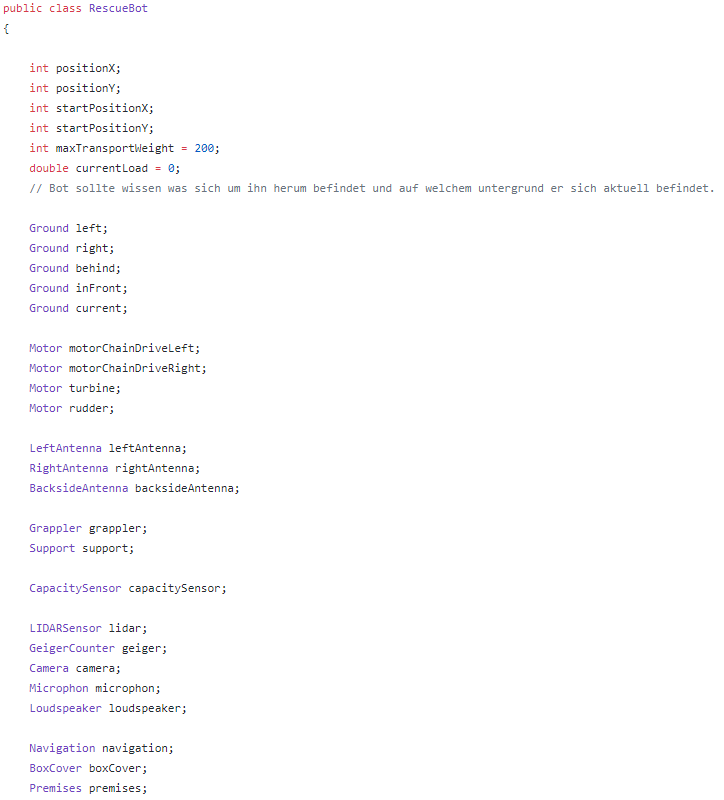 public class RescueBot
{
int positionX;
int positionY;
int startPositionX;
int startPositionY;
int maxTransportWeight = 200;
double currentLoad = 0;
// Bot sollte wissen was sich um ihn herum befindet und auf welchem untergrund er sich aktuell befindet.
Ground left;
Ground right;
Ground behind;
Ground inFront;
Ground current;
Motor motorChainDriveLeft;
Motor motorChainDriveRight;
Motor turbine;
Motor rudder;
LeftAntenna leftAntenna;
RightAntenna rightAntenna;
BacksideAntenna backsideAntenna;
Grappler grappler;
Support support;
CapacitySensor capacitySensor;
LIDARSensor lidar;
GeigerCounter geiger;
Camera camera;
Microphon microphon;
Loudspeaker loudspeaker;
Navigation navigation;
BoxCover boxCover;
Premises premises;